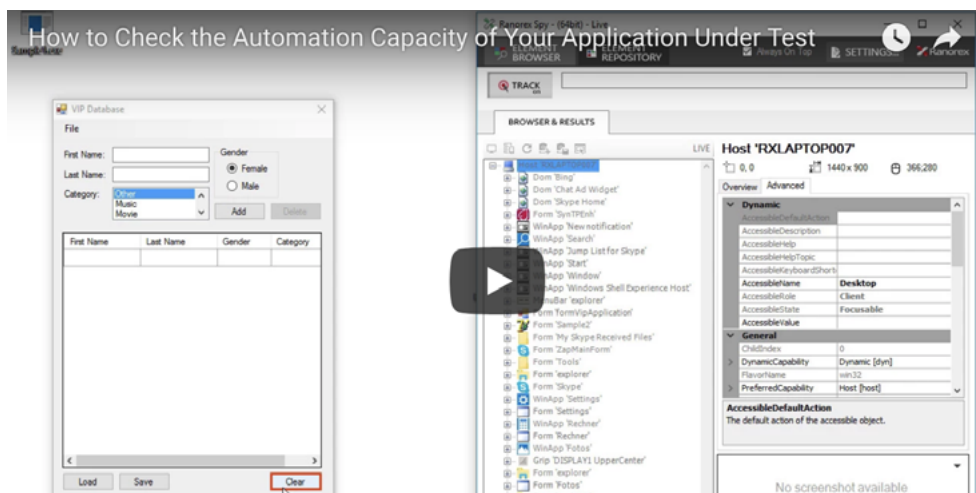 How to Check the Automation Capacity of Your Application Under Test
Ranorex Spy - (64bit) - Live
ELEMENT BROWSER
ELEMENT REPOSITORY
Always On Top
SETTINGS...
Ranorex
TRACK
BROWSER & RESULTS
LIVE
VIP Database
File
First Name:
Last Name:
Category:
Other
Music
Movie
Gender
Female
Male
Add
Delete
First Name Last Name Gender Category
Load Save Clear
Host 'RXLAPTOP007'
Dom 'Bing'
Dom 'Chat Ad Widget'
Dom 'Skype Home'
Form 'SynTPEnh'
WinApp 'New notification'
WinApp 'Search'
WinApp 'Jump List for Skype'
WinApp 'Start'
WinApp 'Window'
WinApp 'Windows Shell Experience Host'
MenuBar 'explorer'
Form 'FormVipApplication'
Form 'Sample2'
Form 'My Skype Received Files'
Form 'ZapMainForm'
Form 'Tools'
Form 'explorer'
Form 'Skype'
WinApp 'Settings'
Form 'Settings'
WinApp 'Rechner'
Form 'Rechner'
WinApp 'Fotos'
Grip 'DISPLAY1 UpperCenter'
Form 'explorer'
Form 'Fotos'
Host 'RXLAPTOP007'
0, 0 1440 x 900 366;280
Overview Advanced
Dynamic
AccessibleDefaultAction
AccessibleDescription
AccessibleHelp
AccessibleHelpTopic
AccessibleKeyboardShort
AccessibleName Desktop
AccessibleRole Client
AccessibleState Focusable
AccessibleValue
General
ChildIndex 0
DynamicCapability Dynamic [dyn]
FlavorName win32
PreferredCapability Host [host]
AccessibleDefaultAction
The default action of the accessible object.
No screenshot available